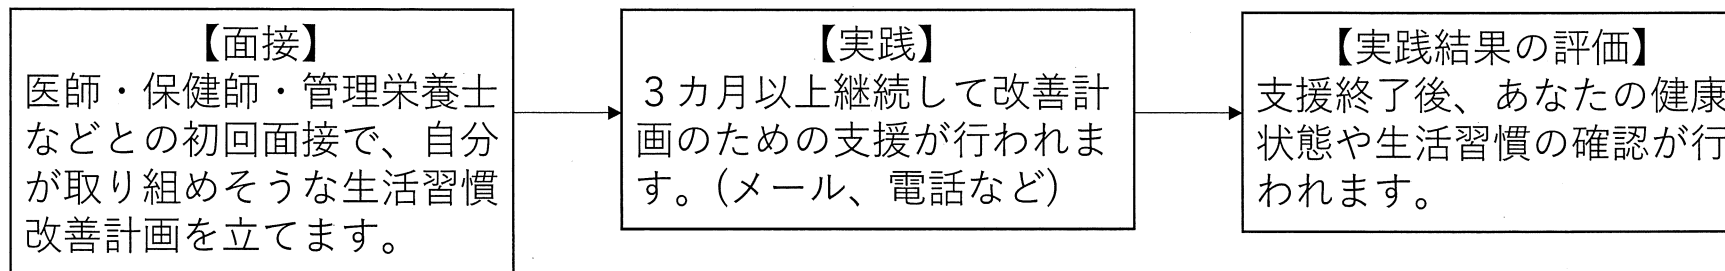 【面接】
医師・保健師・管理栄養士
などとの初回面接で、自分
が取り組めそうな生活習慣
改善計画を立てます。
【実践】
３カ月以上継続して改善計
画のための支援が行われま
す。(メール、電話など)
【実践結果の評価】
支援終了後、あなたの健康
状態や生活習慣の確認が行
われます。